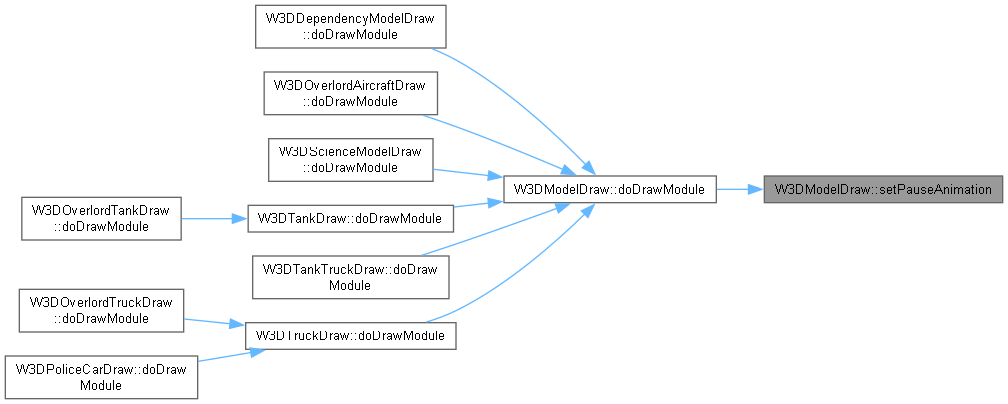 W3DDependencyModelDraw
::doDrawModule
W3DOverlordAircraftDraw
::doDrawModule
W3DScienceModelDraw
::doDrawModule
W3DModelDraw::doDrawModule
W3DModelDraw::setPauseAnimation
W3DOverlordTankDraw
::doDrawModule
W3DTankDraw::doDrawModule
W3DTankTruckDraw::doDraw
Module
W3DOverlordTruckDraw
::doDrawModule
W3DTruckDraw::doDrawModule
W3DPoliceCarDraw::doDraw
Module